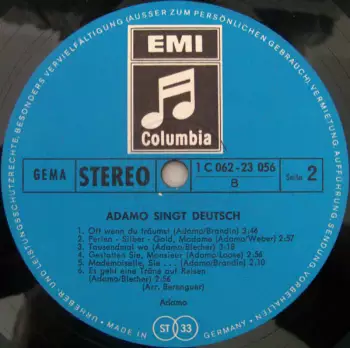 EMI
Columbia
GEMA
STEREO
1 C 062-23 056
B
Seite 2
ADAMO SINGT DEUTSCH
1. Oft wenn du träumst (Adamo/Brandin) 3:44
2. Perlen - Silber - Gold, Madame (Adamo/Weber) 2:57
3. Tausendmal wo (Adamo/Blecher) 3:18
4. Gestatten Sie, Monsieur (Adamo/ 2:56
5. Mademoiselle, Sie ... (Adamo/Brandin) 2.10
6. Es geht eine Träne auf Reisen
(Adamo/Blecher) 2:56
(Arr. Beranguer)
Adamo
URHEBER- UND LEISTUNGSSCHUTZRECHTE, BESONDERS VERVIELFÄLTIGUNG (AUSSER ZUM PERSÖNLICHEN GEBRAUCH), VERMIETUNG, AUFFÜHRUNG, SENDUNG, VORBEHALTEN
MADE IN
ST 33
GERMANY